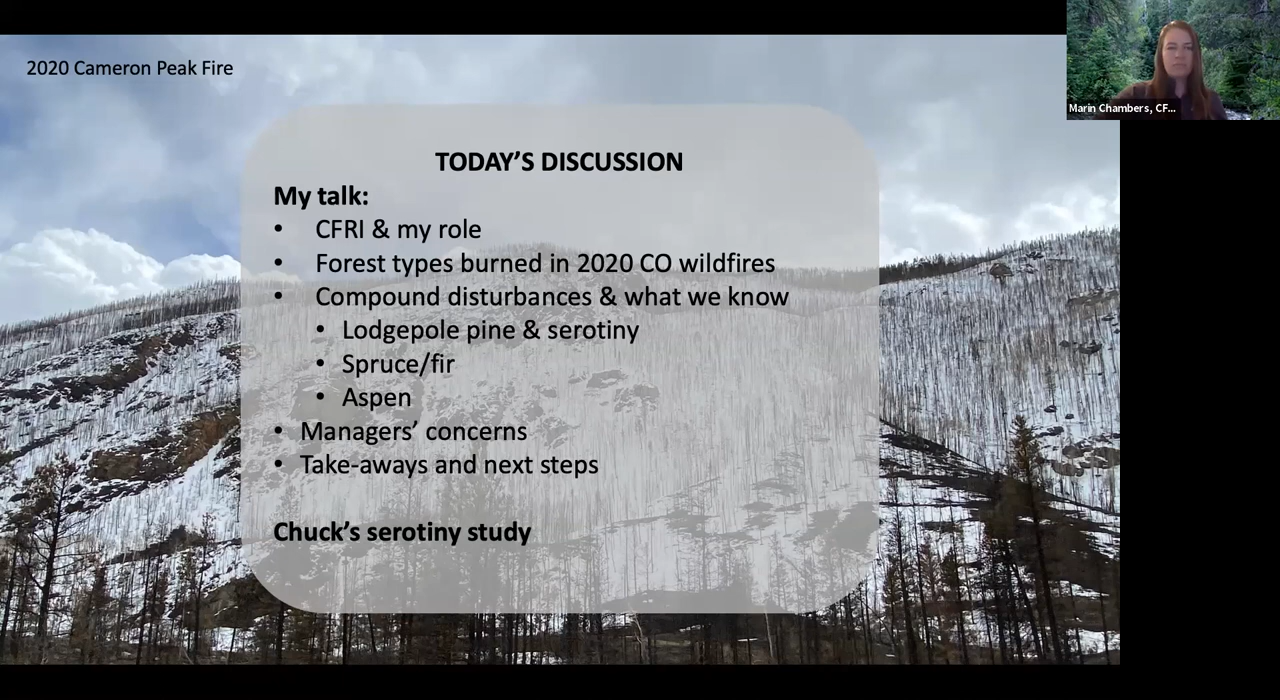 2020 Cameron Peak Fire
Marin Chambers, CF...
TODAY’S DISCUSSION
My talk:
• CFRI & my role
• Forest types burned in 2020 CO wildfires
• Compound disturbances & what we know
• Lodgepole pine & serotiny
• Spruce/fir
• Aspen
• Managers’ concerns
• Take-aways and next steps
Chuck’s serotiny study